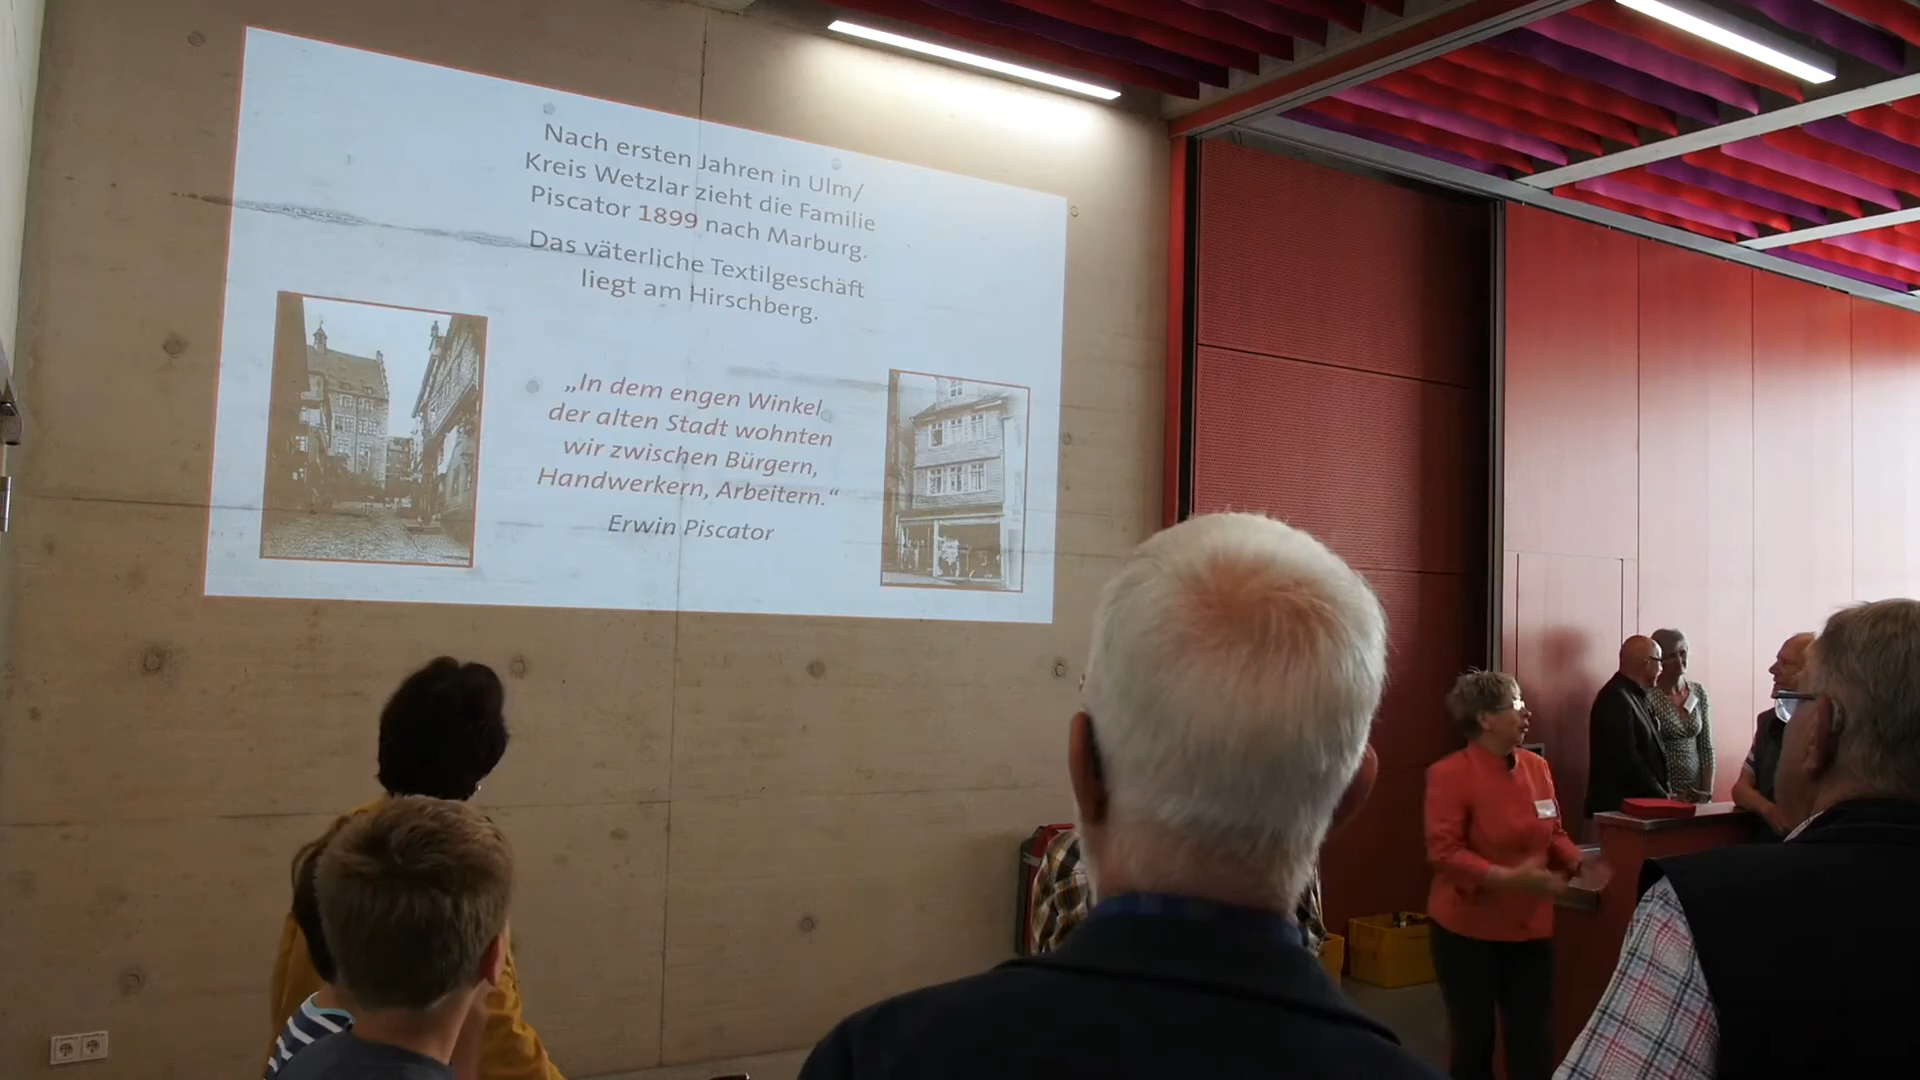 Nach ersten Jahren in Ulm/
Kreis Wetzlar zieht die Familie
Piscator 1899 nach Marburg.
Das väterliche Textilgeschäft
liegt am Hirschberg.
„In dem engen Winkel
der alten Stadt wohnten
wir zwischen Bürgern,
Handwerkern, Arbeitern.“
Erwin Piscator